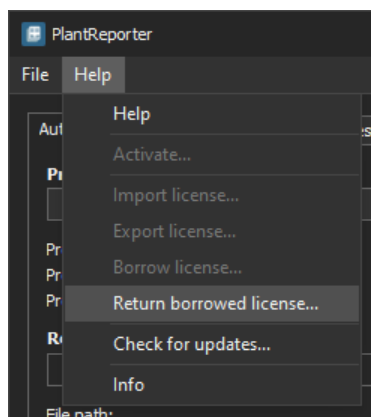 PlantReporter
File Help
Help
Activate...
Import license...
Export license...
Borrow license...
Return borrowed license...
Check for updates...
Info
File path: